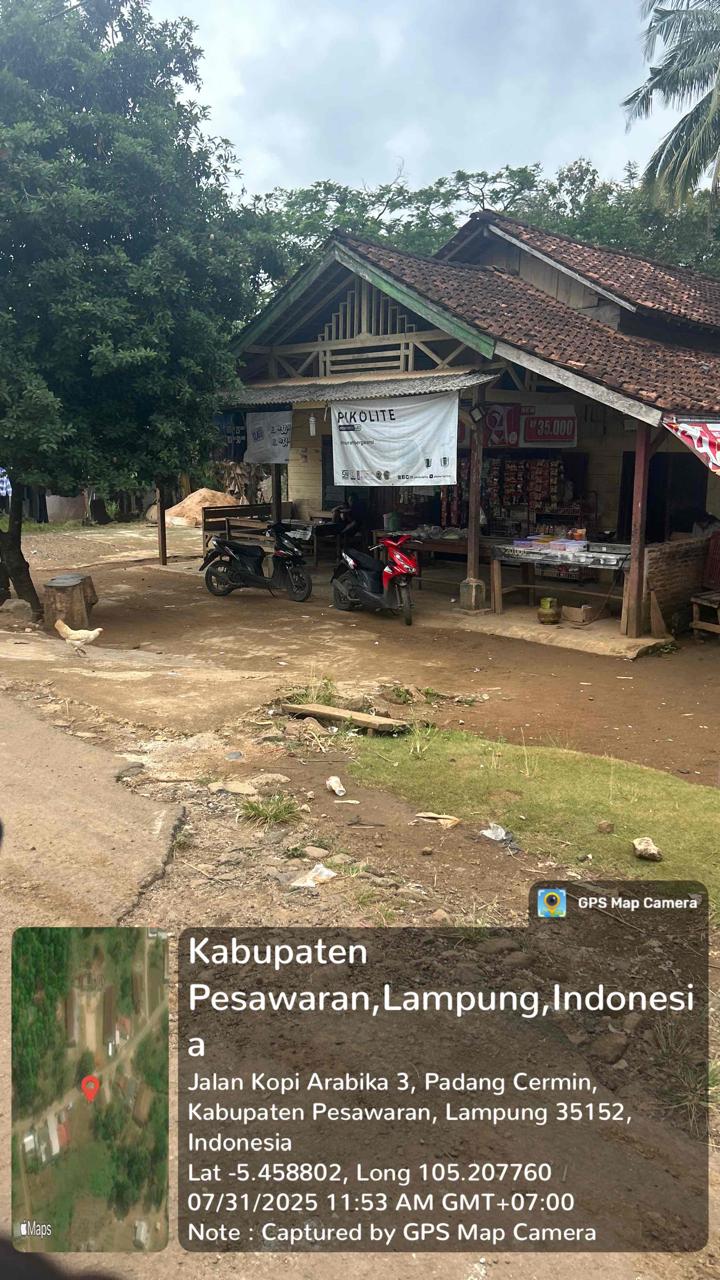 PIKOLITE
RP 35.000
GPS Map Camera
Kabupaten
Pesawaran,Lampung,Indonesi
a
Jalan Kopi Arabika 3, Padang Cermin,
Kabupaten Pesawaran, Lampung 35152,
Indonesia
Lat -5.458802, Long 105.207760
07/31/2025 11:53 AM GMT+07:00
Note : Captured by GPS Map Camera
Maps